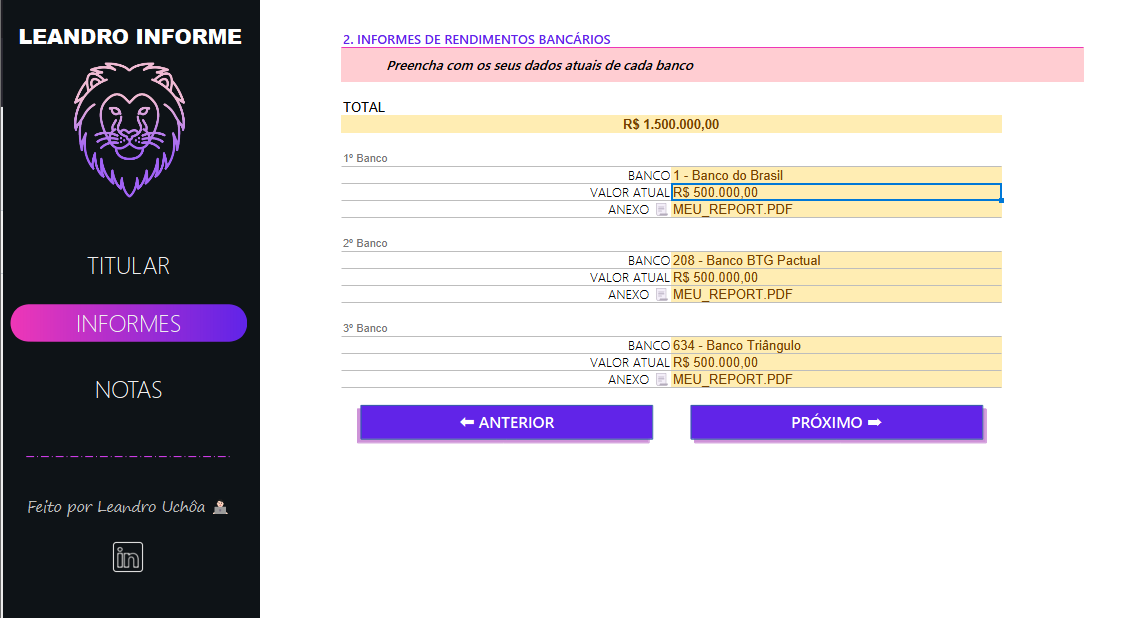 LEANDRO INFORME
TITULAR
INFORMES
NOTAS
Feito por Leandro Uchôa
in
2. INFORMES DE RENDIMENTOS BANCÁRIOS
Preencha com os seus dados atuais de cada banco
TOTAL
R$ 1.500.000,00
1º Banco
BANCO 1 - Banco do Brasil
VALOR ATUAL R$ 500.000,00
ANEXO MEU_REPORT.PDF
2º Banco
BANCO 208 - Banco BTG Pactual
VALOR ATUAL R$ 500.000,00
ANEXO MEU_REPORT.PDF
3º Banco
BANCO 634 - Banco Triângulo
VALOR ATUAL R$ 500.000,00
ANEXO MEU_REPORT.PDF
⬅ ANTERIOR
PRÓXIMO ➡